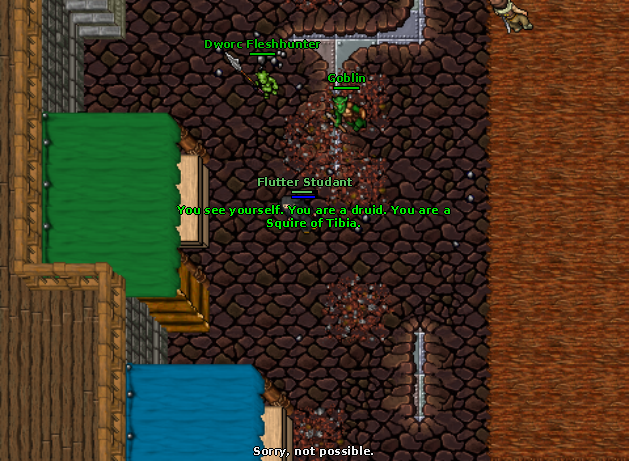 Dworc Fleshhunter
Goblin
Flutter Studant
You see yourself. You are a druid. You are a
Squire of Tibia.
Sorry, not possible.